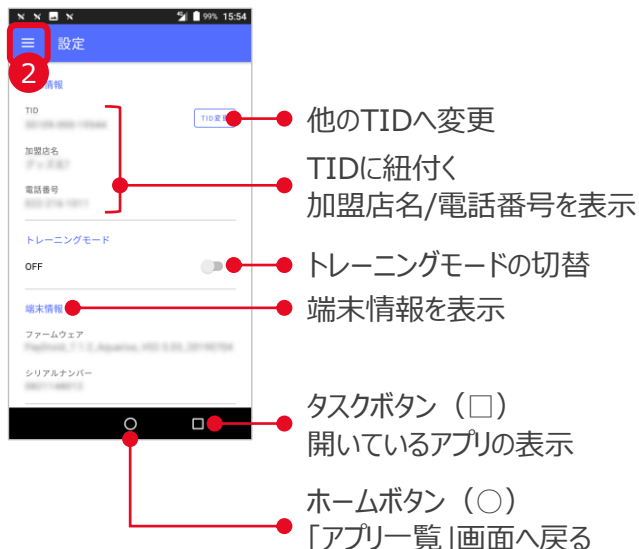 99% 15:54
設定
2
情報
TID
TID変
加盟店名
電話番号
トレーニングモード
OFF
端末情報
ファームウェア
シリアルナンバー
他のTIDへ変更
TIDに紐付く
加盟店名/電話番号を表示
トレーニングモードの切替
端末情報を表示
タスクボタン（□）
開いているアプリの表示
ホームボタン（○）
「アプリ一覧」画面へ戻る